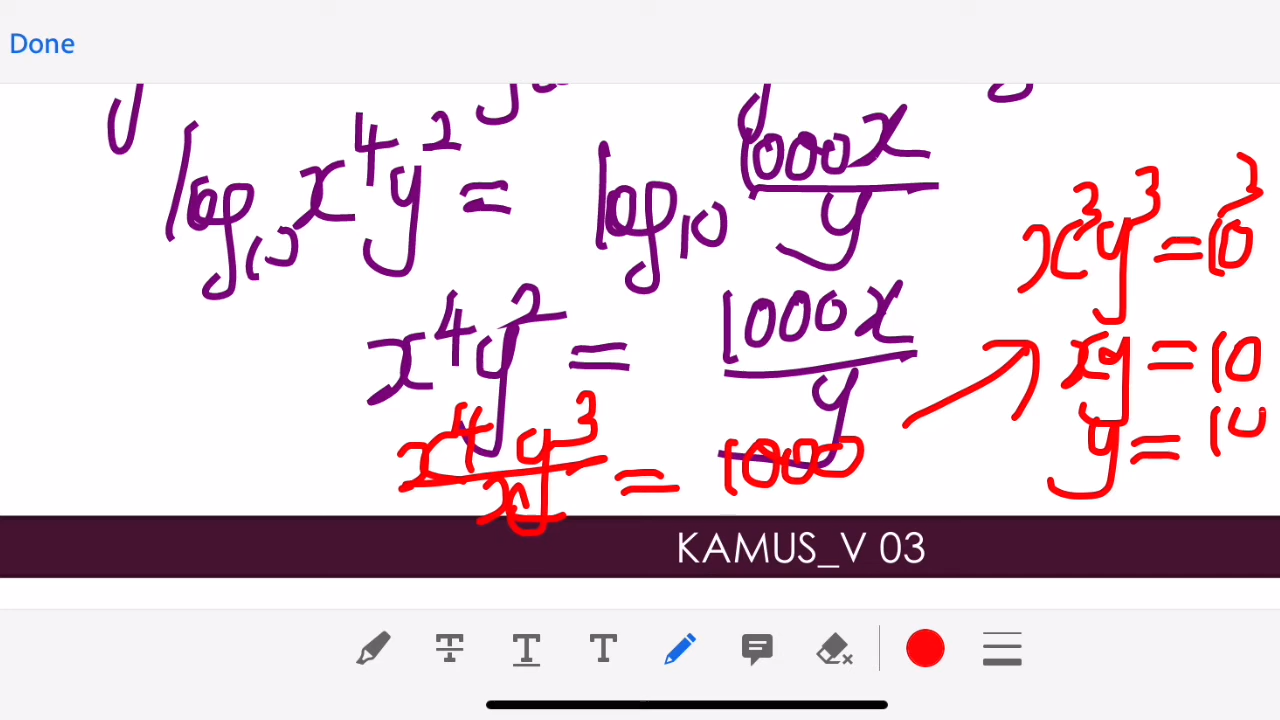 Done
log₁₀ x⁴y² = log₁₀ 1000x/y
x⁴y² = 1000x/y
x⁴y³/x = 1000
x³y³ = 10³
xy = 10
y = 10
KAMUS_V 03
T
T
T